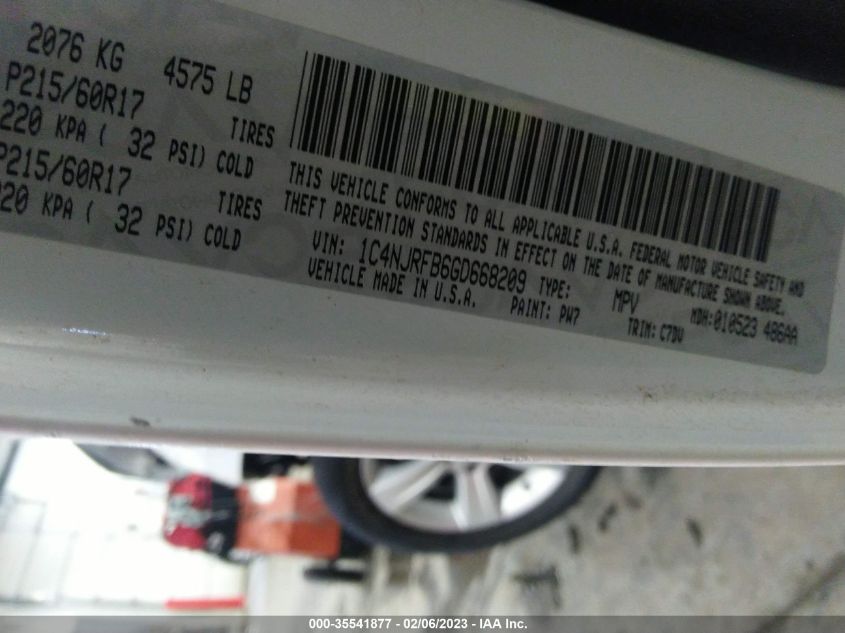 2076 KG 4575 LB
P215/60R17 TIRES
220 KPA ( 32 PSI) COLD
P215/60R17 TIRES
220 KPA ( 32 PSI) COLD
THIS VEHICLE CONFORMS TO ALL APPLICABLE U.S.A. FEDERAL MOTOR VEHICLE SAFETY AND
THEFT PREVENTION STANDARDS IN EFFECT ON THE DATE OF MANUFACTURE SHOWN ABOVE.
VIN: 1C4NJRFB6GD668209 TYPE: MPV MDH:010523 486AA
VEHICLE MADE IN U.S.A. PAINT: PW7 TRIM: C7DV
000-35541877 — 02/06/2023 — IAA Inc.